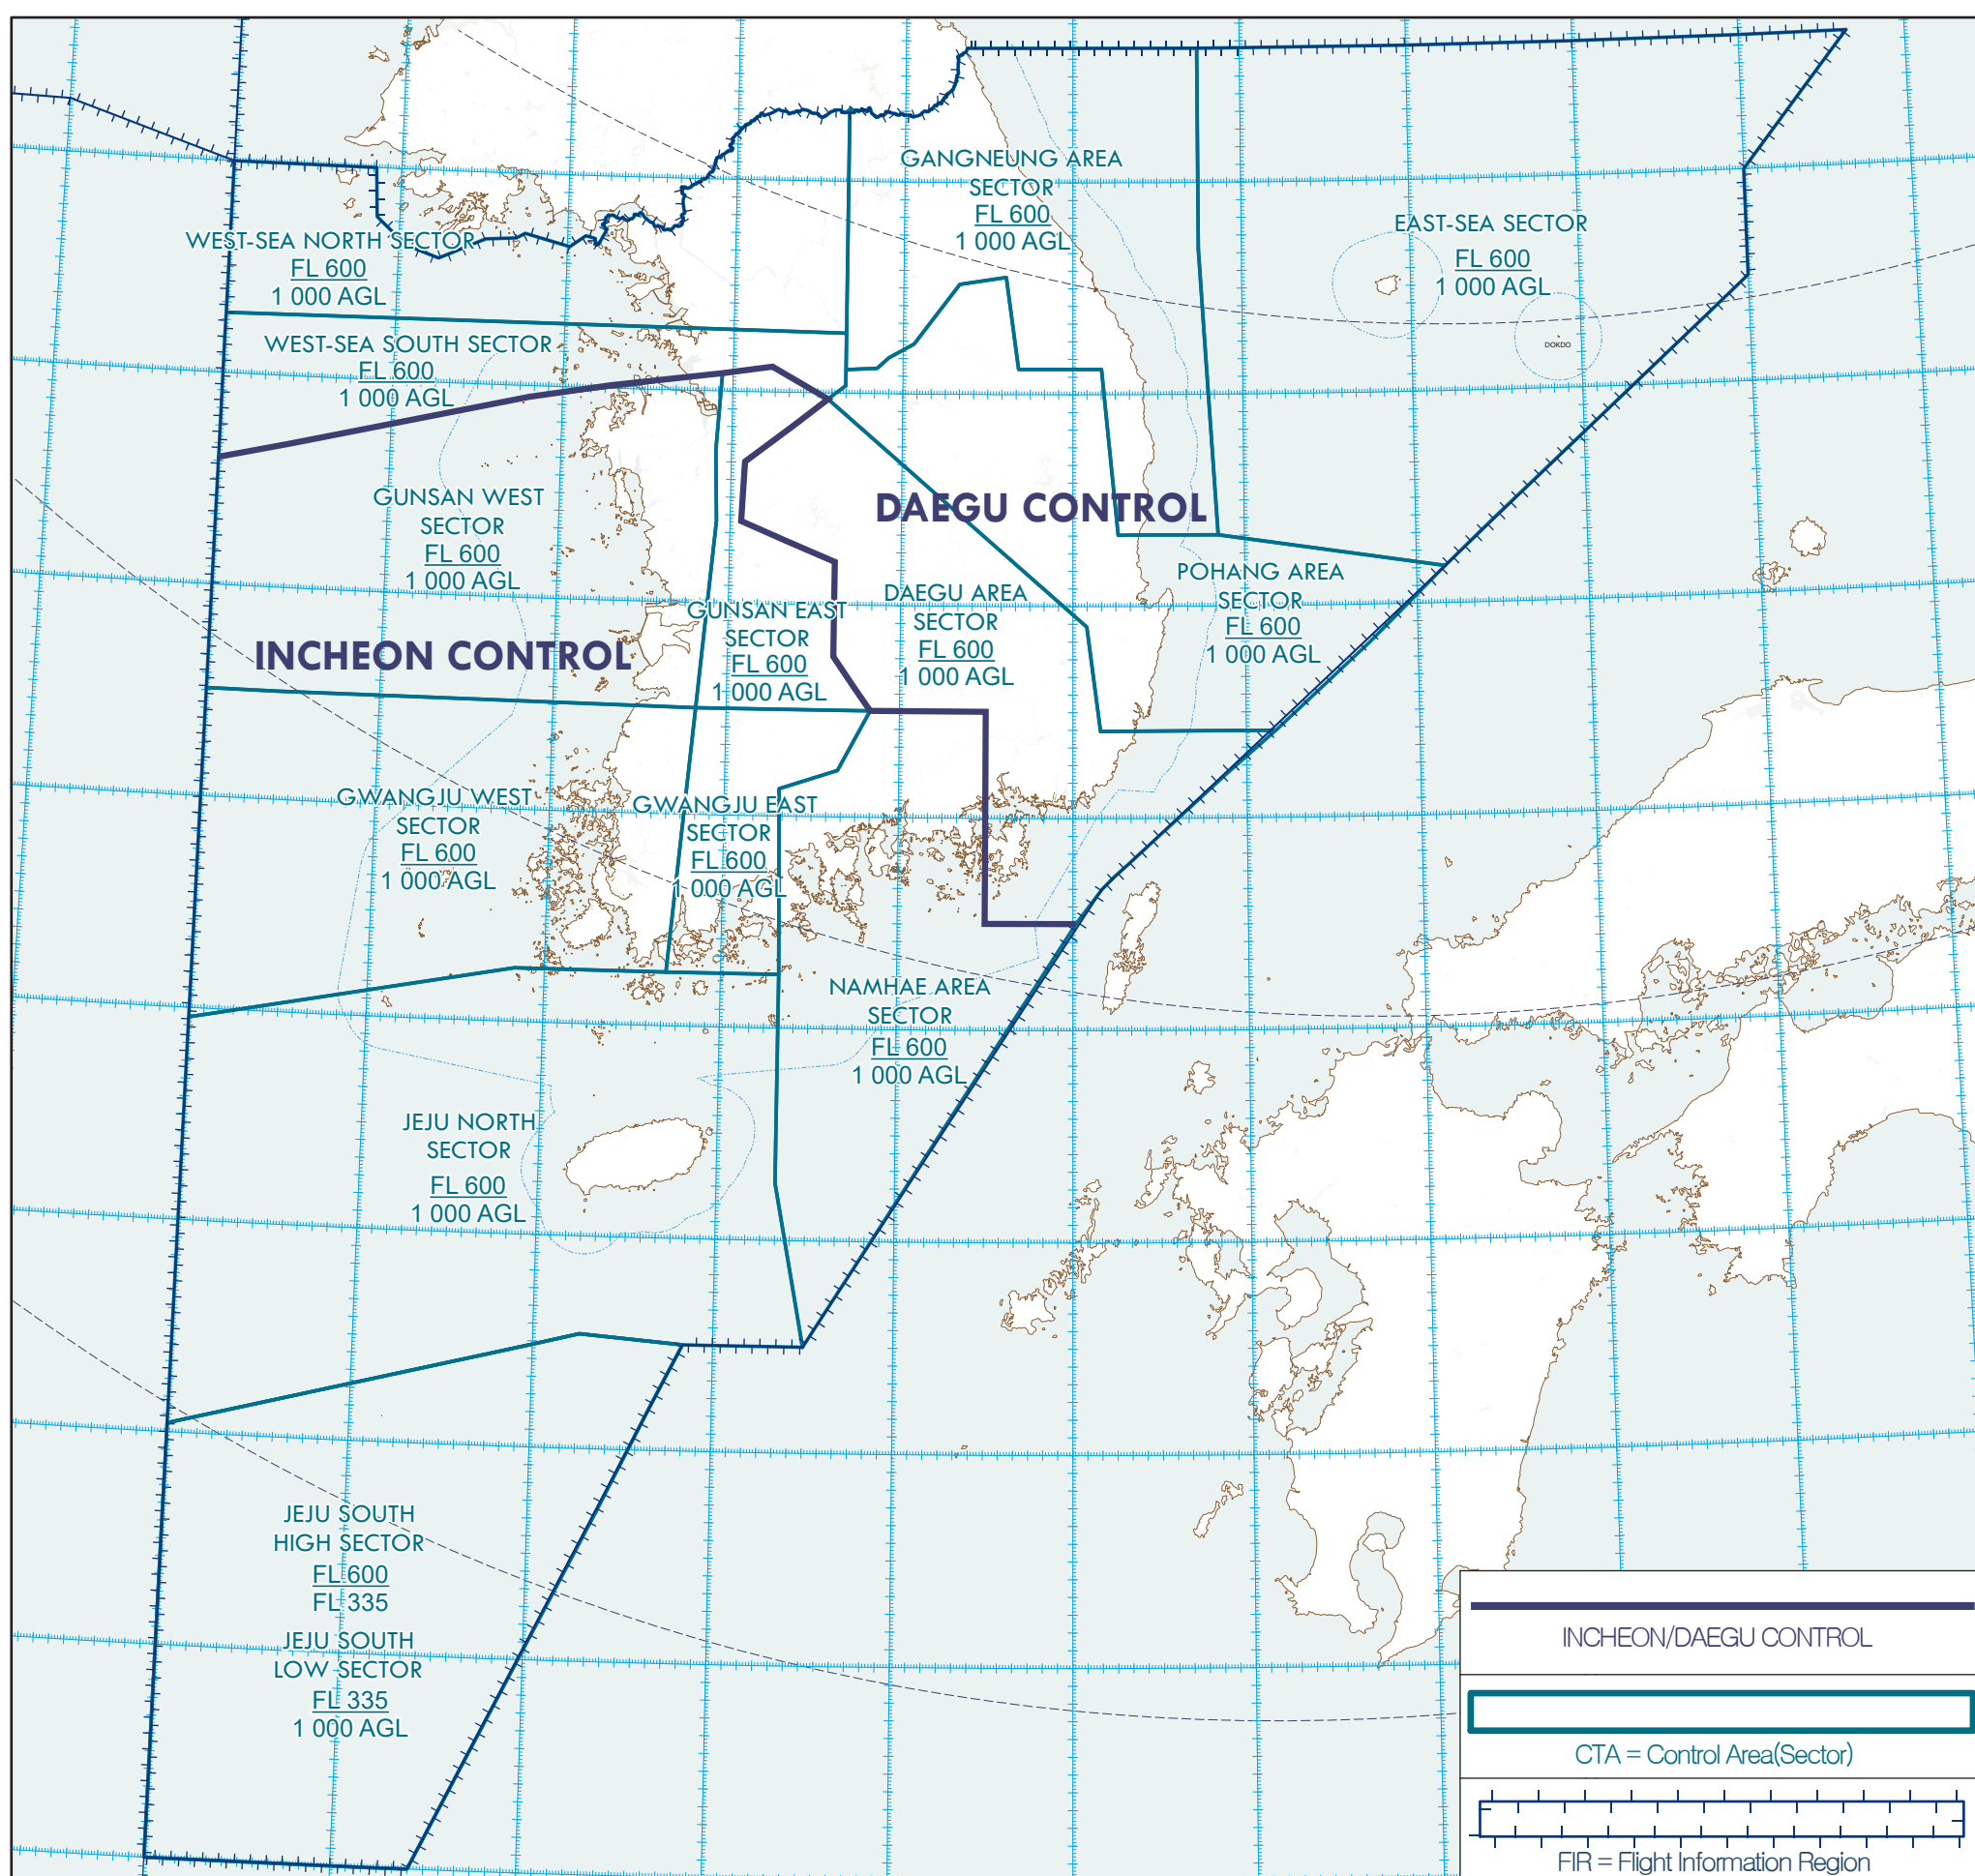 GANGNEUNG AREA
SECTOR
FL 600
1 000 AGL
EAST-SEA SECTOR
FL 600
1 000 AGL
DOKDO
WEST-SEA NORTH SECTOR
FL 600
1 000 AGL
WEST-SEA SOUTH SECTOR
FL 600
1 000 AGL
GUNSAN WEST
SECTOR
FL 600
1 000 AGL
DAEGU CONTROL
INCHEON CONTROL
GUNSAN EAST
SECTOR
FL 600
1 000 AGL
DAEGU AREA
SECTOR
FL 600
1 000 AGL
POHANG AREA
SECTOR
FL 600
1 000 AGL
GWANGJU WEST
SECTOR
FL 600
1 000 AGL
GWANGJU EAST
SECTOR
FL 600
1 000 AGL
NAMHAE AREA
SECTOR
FL 600
1 000 AGL
JEJU NORTH
SECTOR
FL 600
1 000 AGL
JEJU SOUTH
HIGH SECTOR
FL 600
FL 335
JEJU SOUTH
LOW SECTOR
FL 335
1 000 AGL
INCHEON/DAEGU CONTROL
CTA = Control Area(Sector)
FIR = Flight Information Region